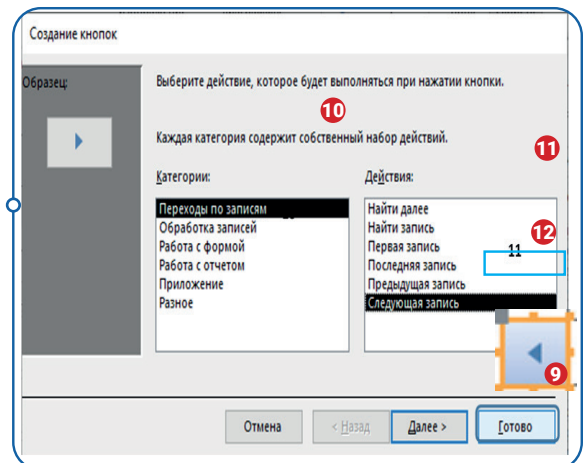 Создание кнопок
Образец:
Выберите действие, которое будет выполняться при нажатии кнопки.
10
Каждая категория содержит собственный набор действий.
11
Категории:
Действия:
Переходы по записям
Обработка записей
Работа с формой
Работа с отчетом
Приложение
Разное
Найти далее
Найти запись
Первая запись
Последняя запись
Предыдущая запись
Следующая запись
12
11
9
Отмена
< Назад
Далее >
Готово